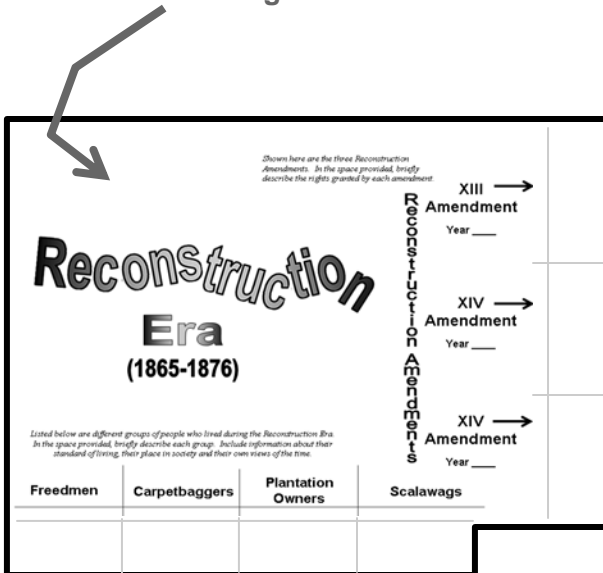 Shown here are the three Reconstruction
Amendments. In the space provided, briefly
describe the rights granted by each amendment.
Reconstruction
Era
(1865-1876)
Reconstruction Amendments
XIII
Amendment
Year ____
XIV
Amendment
Year ____
XIV
Amendment
Year ____
Listed below are different groups of people who lived during the Reconstruction Era.
In the space provided, briefly describe each group. Include information about their
standard of living, their place in society and their own views of the time.
Freedmen
Carpetbaggers
Plantation
Owners
Scalawags